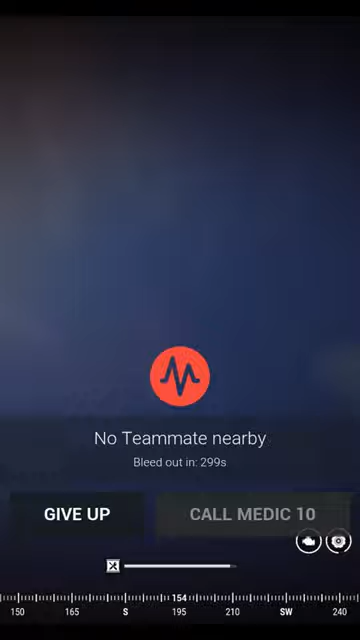 No Teammate nearby
Bleed out in: 299s
GIVE UP
CALL MEDIC 10
154
150 165 S 195 210 SW 240